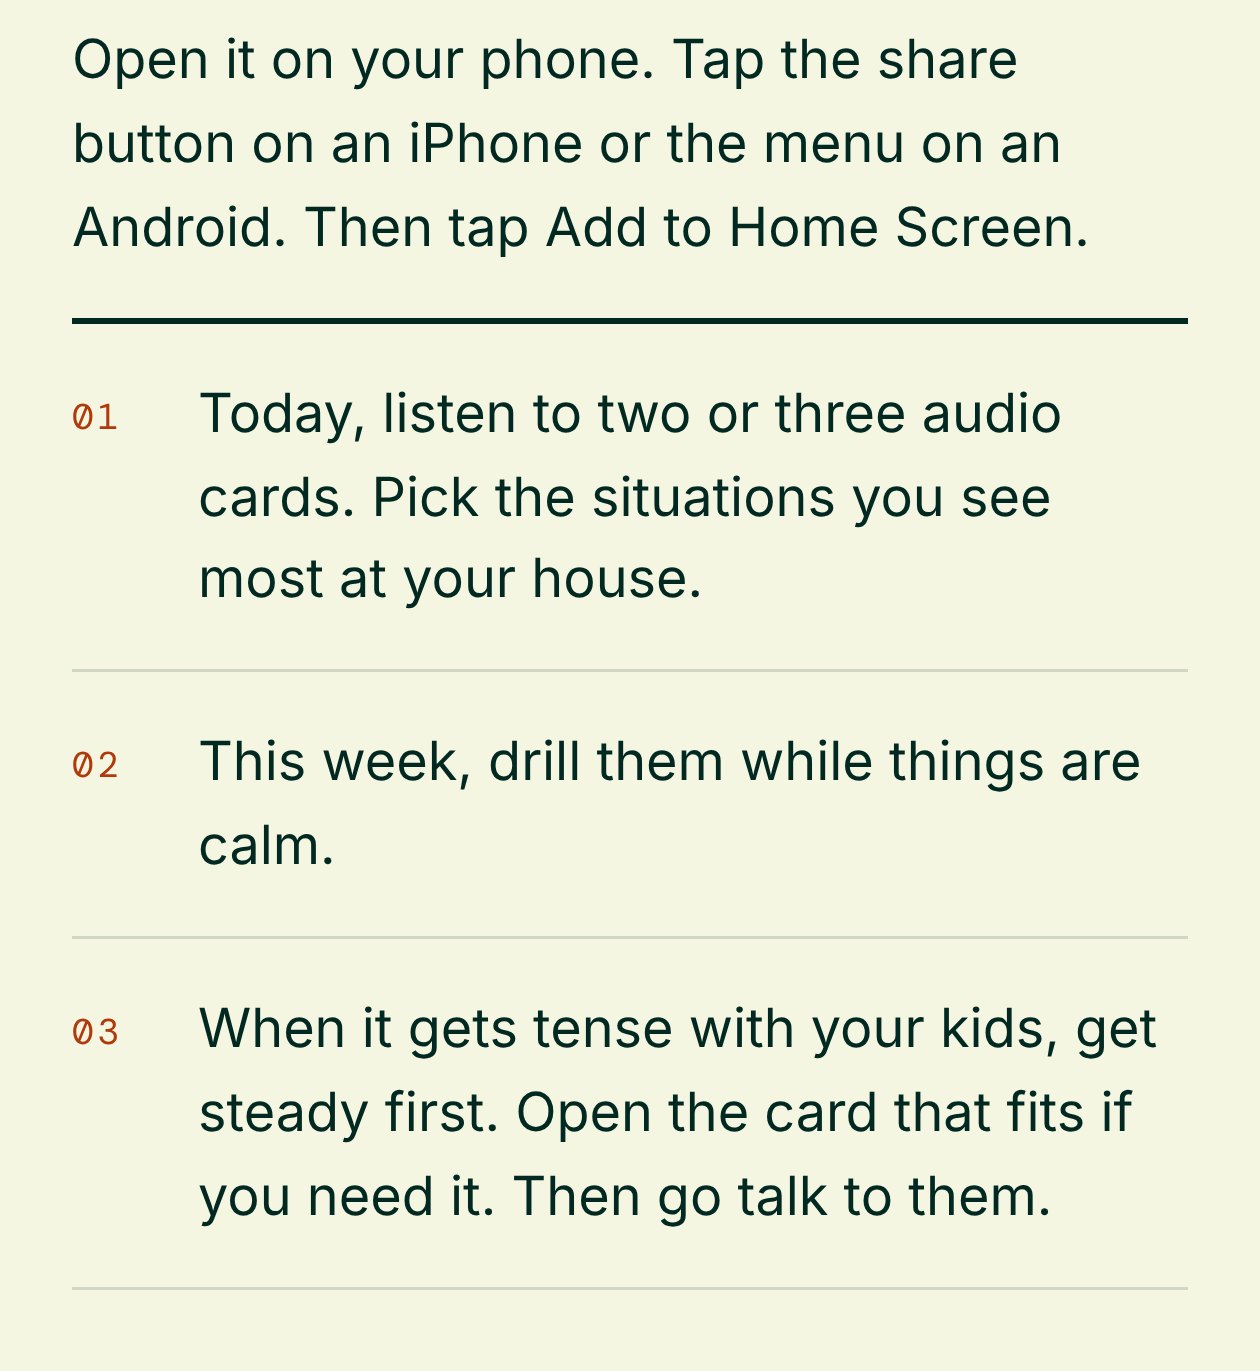 Open it on your phone. Tap the share
button on an iPhone or the menu on an
Android. Then tap Add to Home Screen.
01 Today, listen to two or three audio
cards. Pick the situations you see
most at your house.
02 This week, drill them while things are
calm.
03 When it gets tense with your kids, get
steady first. Open the card that fits if
you need it. Then go talk to them.